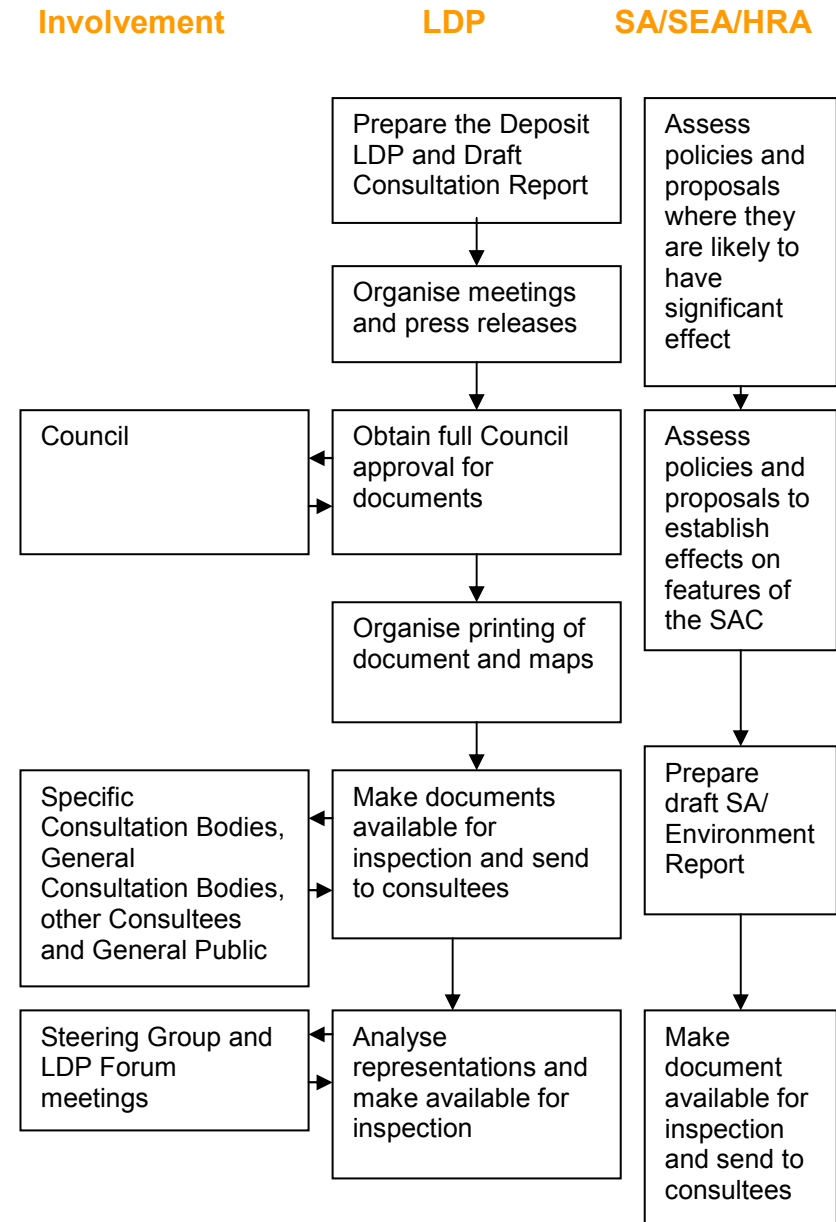 Involvement
LDP
SA/SEA/HRA
Prepare the Deposit
LDP and Draft
Consultation Report
Organise meetings
and press releases
Council
Obtain full Council
approval for
documents
Organise printing of
document and maps
Specific
Consultation Bodies,
General
Consultation Bodies,
other Consultees
and General Public
Make documents
available for
inspection and send
to consultees
Steering Group and
LDP Forum
meetings
Analyse
representations and
make available for
inspection
Assess
policies and
proposals
where they
are likely to
have
significant
effect
Assess
policies and
proposals to
establish
effects on
features of
the SAC
Prepare
draft SA/
Environment
Report
Make
document
available for
inspection
and send to
consultees